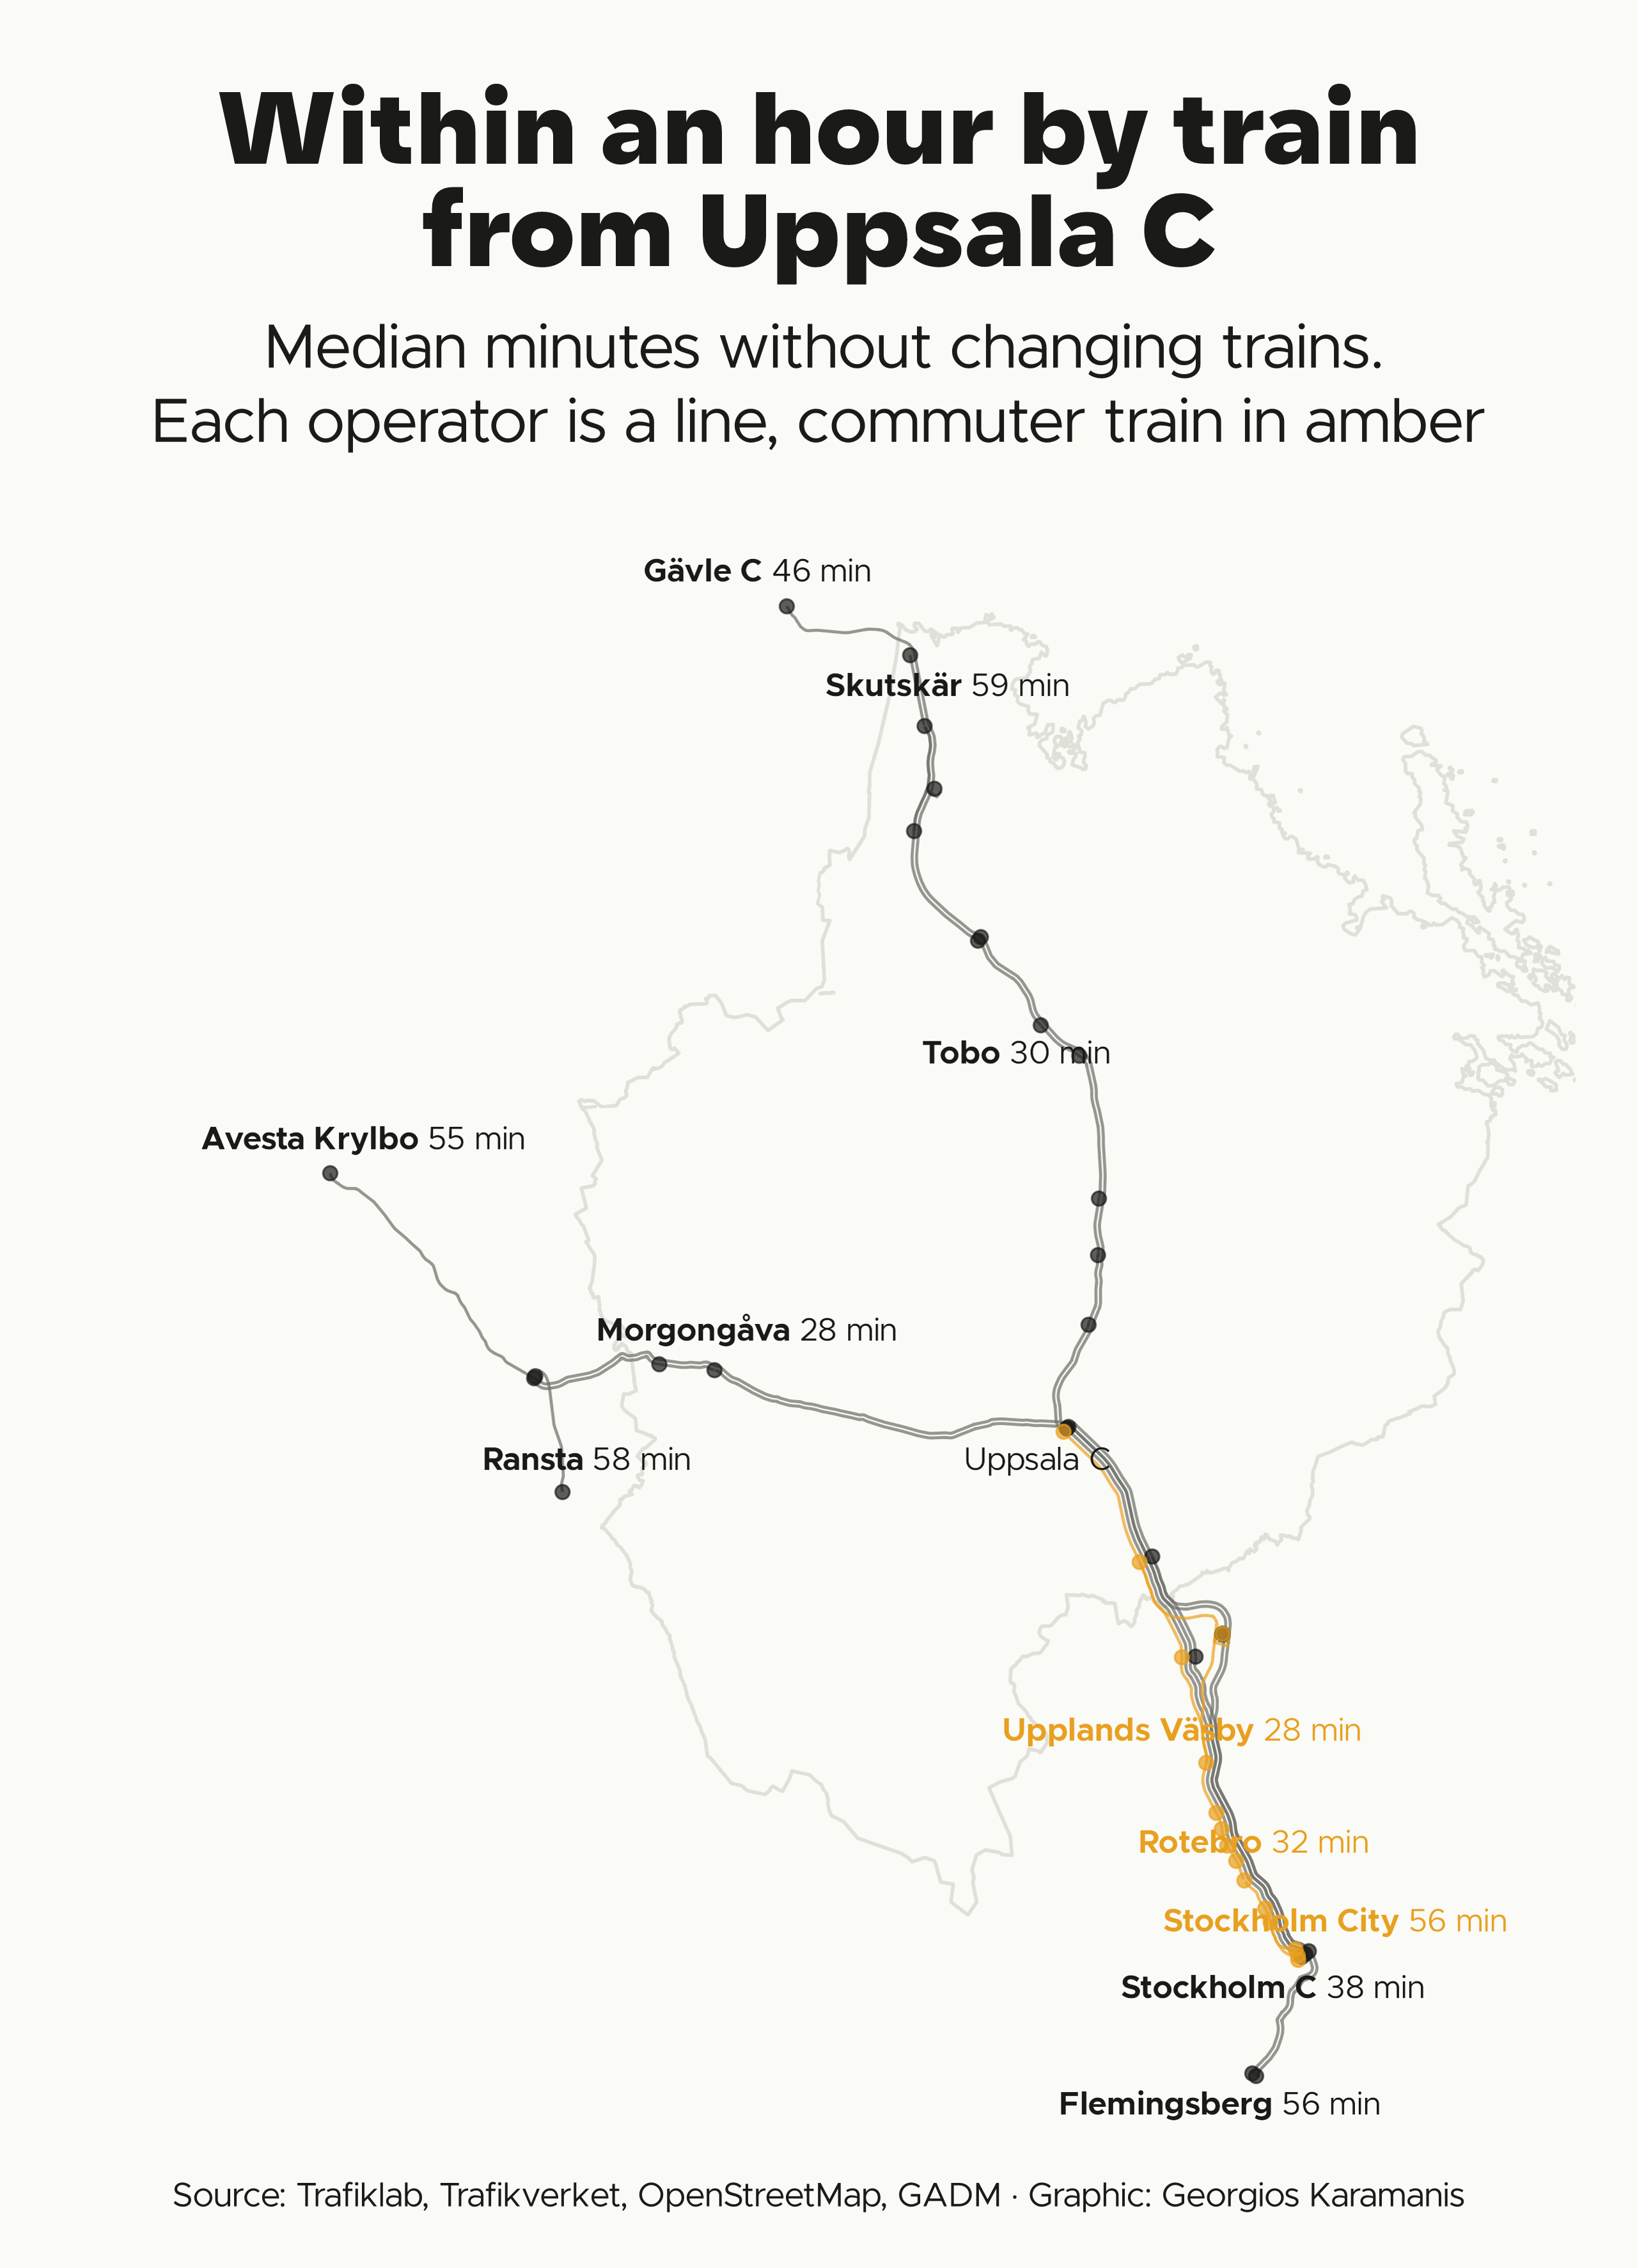 Within an hour by train
from Uppsala C
Median minutes without changing trains.
Each operator is a line, commuter train in amber
Gävle C 46 min
Skutskär 59 min
Tobo 30 min
Avesta Krylbo 55 min
Morgongåva 28 min
Ransta 58 min
Uppsala C
Upplands Väsby 28 min
Rotebro 32 min
Stockholm City 56 min
Stockholm C 38 min
Flemingsberg 56 min
Source: Trafiklab, Trafikverket, OpenStreetMap, GADM · Graphic: Georgios Karamanis